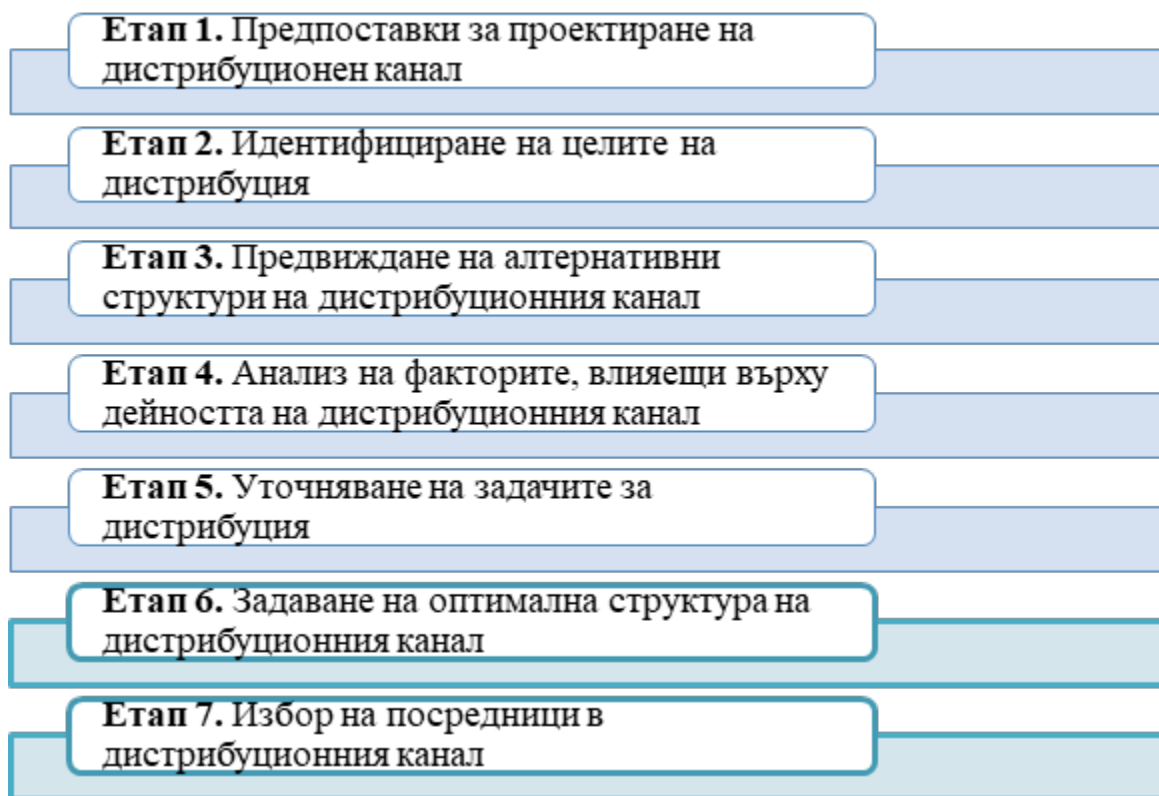 Етап 1. Предпоставки за проектиране на
дистрибуционен канал
Етап 2. Идентифициране на целите на
дистрибуция
Етап 3. Предвиждане на алтернативни
структури на дистрибуционния канал
Етап 4. Анализ на факторите, влияещи върху
дейността на дистрибуционния канал
Етап 5. Уточняване на задачите за
дистрибуция
Етап 6. Задаване на оптимална структура на
дистрибуционния канал
Етап 7. Избор на посредници в
дистрибуционния канал